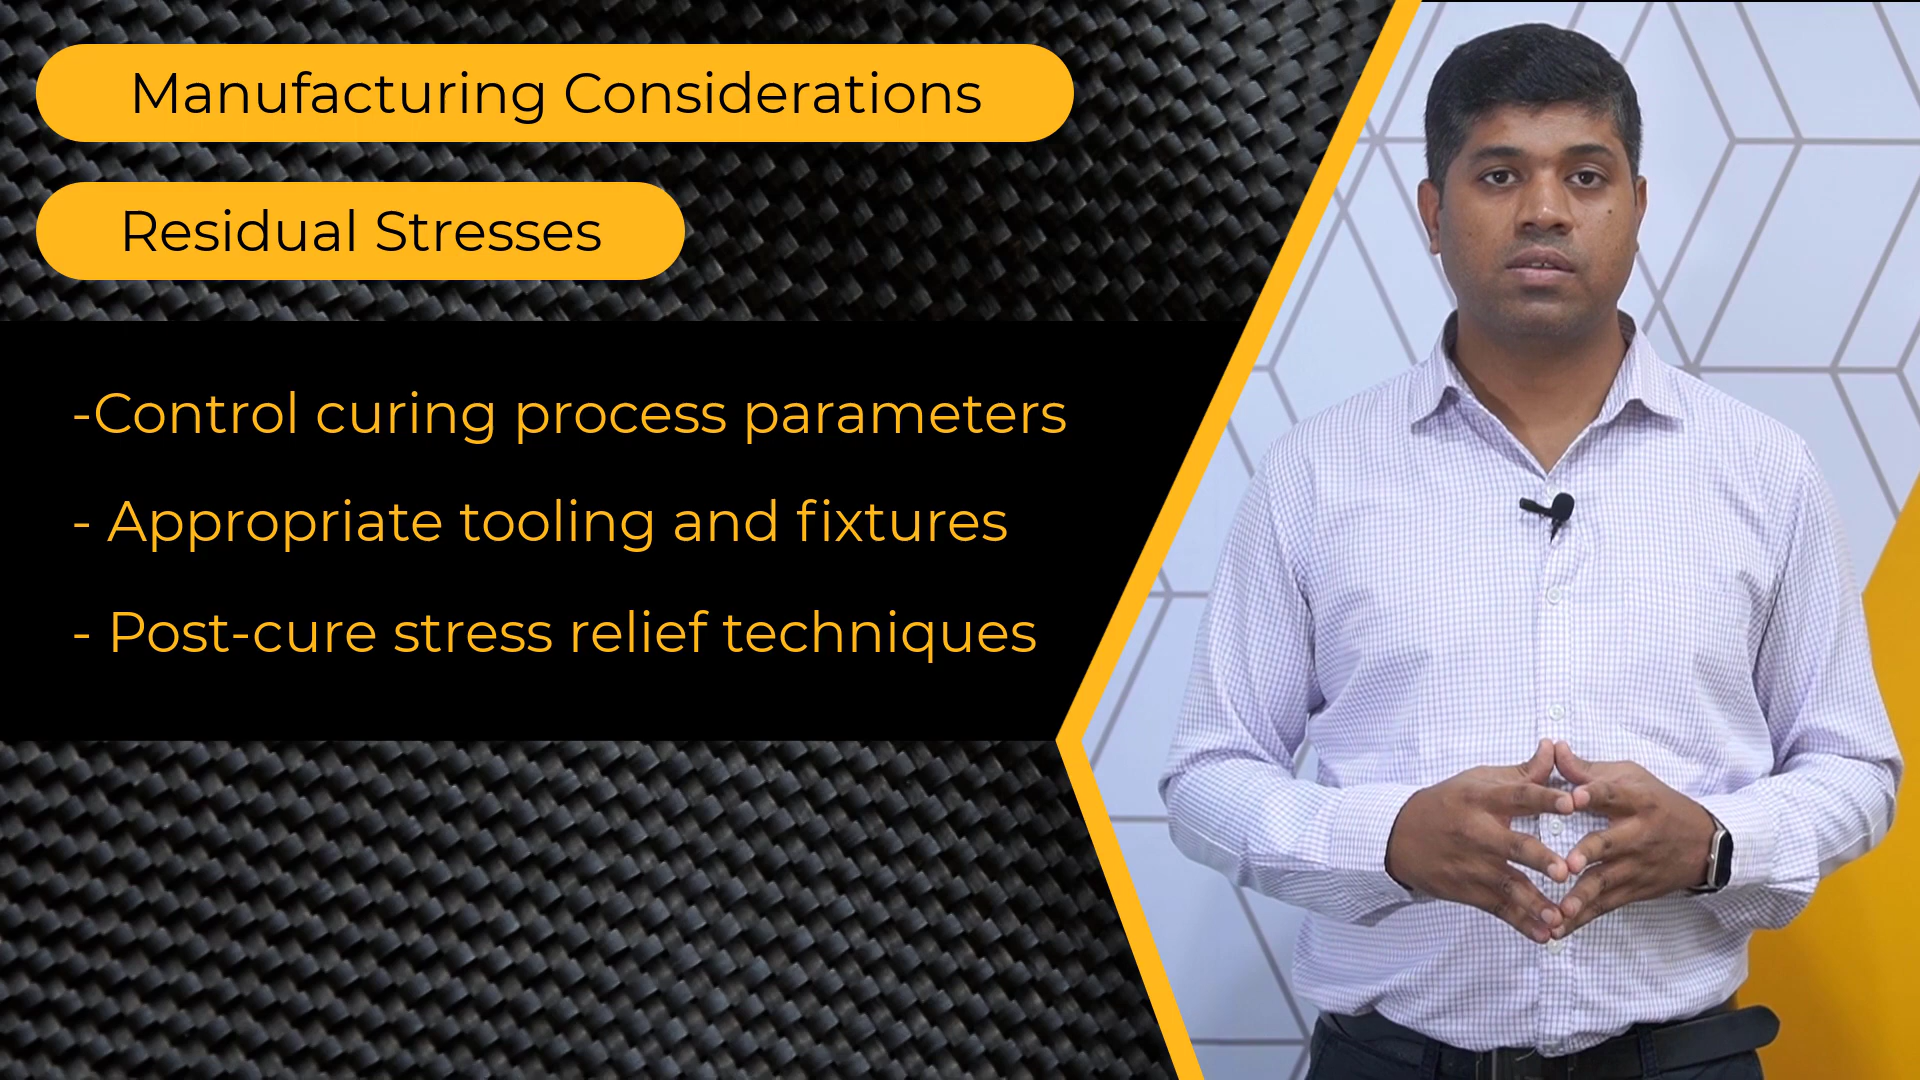 Manufacturing Considerations
Residual Stresses
-Control curing process parameters
- Appropriate tooling and fixtures
- Post-cure stress relief techniques